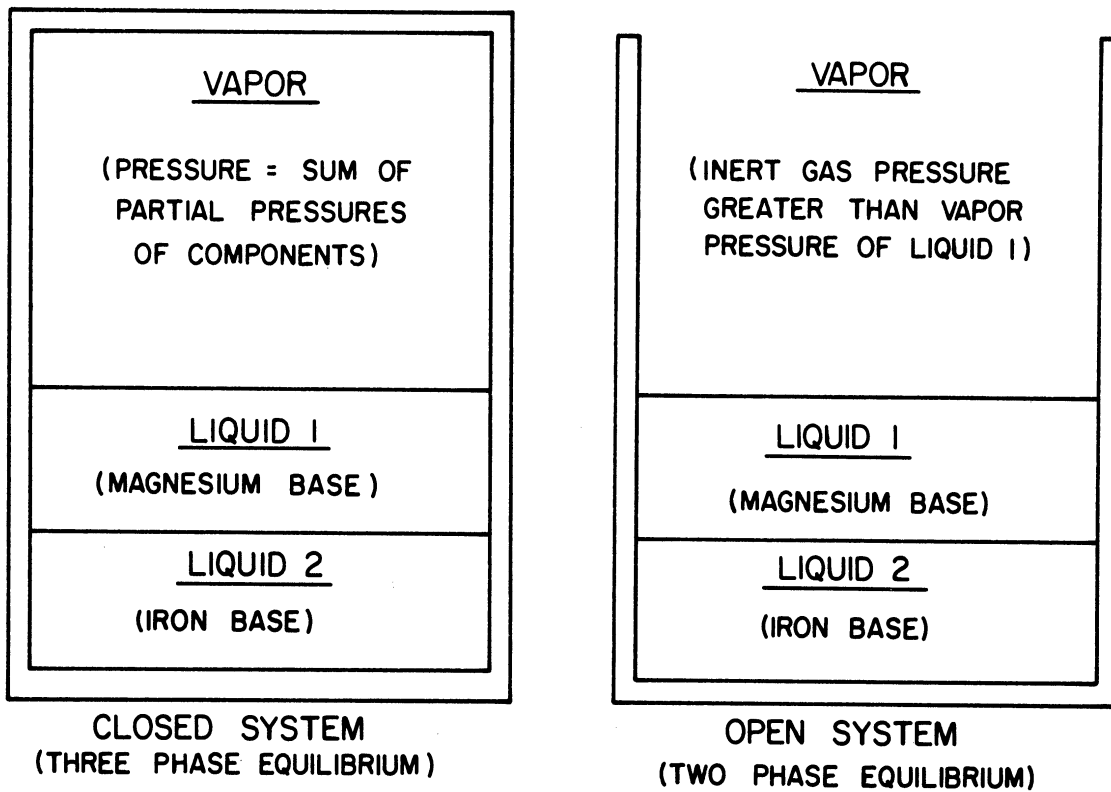 VAPOR
(PRESSURE = SUM OF
PARTIAL PRESSURES
OF COMPONENTS)
LIQUID 1
(MAGNESIUM BASE)
LIQUID 2
(IRON BASE)
CLOSED SYSTEM
(THREE PHASE EQUILIBRIUM)
VAPOR
(INERT GAS PRESSURE
GREATER THAN VAPOR
PRESSURE OF LIQUID 1)
LIQUID 1
(MAGNESIUM BASE)
LIQUID 2
(IRON BASE)
OPEN SYSTEM
(TWO PHASE EQUILIBRIUM)